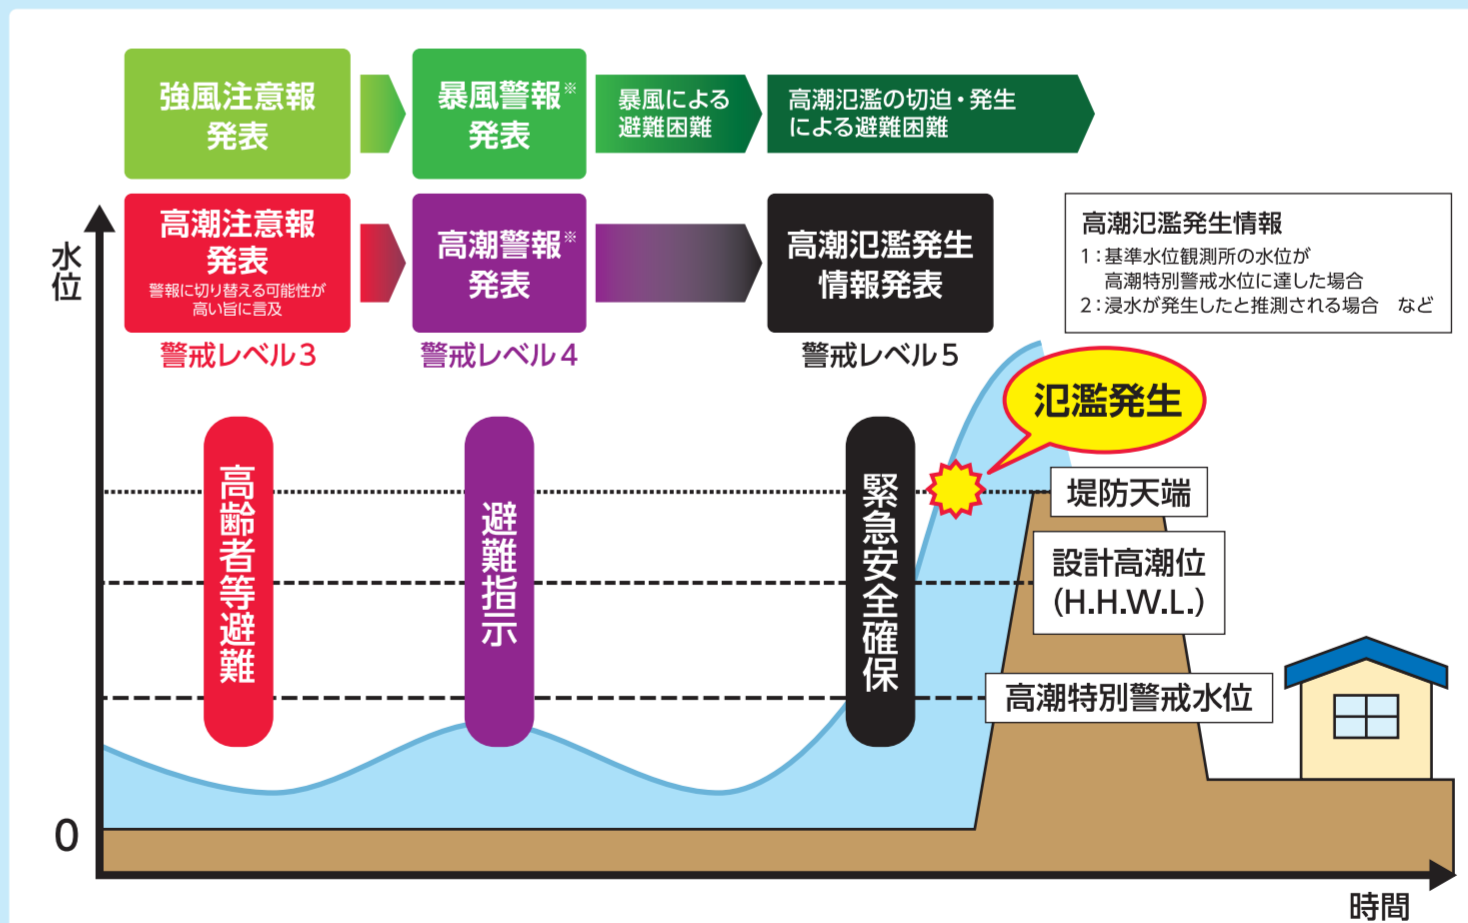 強風注意報
発表
暴風警報※
発表
暴風による
避難困難
高潮氾濫の切迫・発生
による避難困難
高潮注意報
発表
警報に切り替える可能性が
高い旨に言及
高潮警報※
発表
高潮氾濫発生
情報発表
高潮氾濫発生情報
1：基準水位観測所の水位が
高潮特別警戒水位に達した場合
2：浸水が発生したと推測される場合　など
警戒レベル3
警戒レベル4
警戒レベル5
水位
氾濫発生
高齢者等避難
避難指示
緊急安全確保
堤防天端
設計高潮位
(H.H.W.L.)
高潮特別警戒水位
0
時間